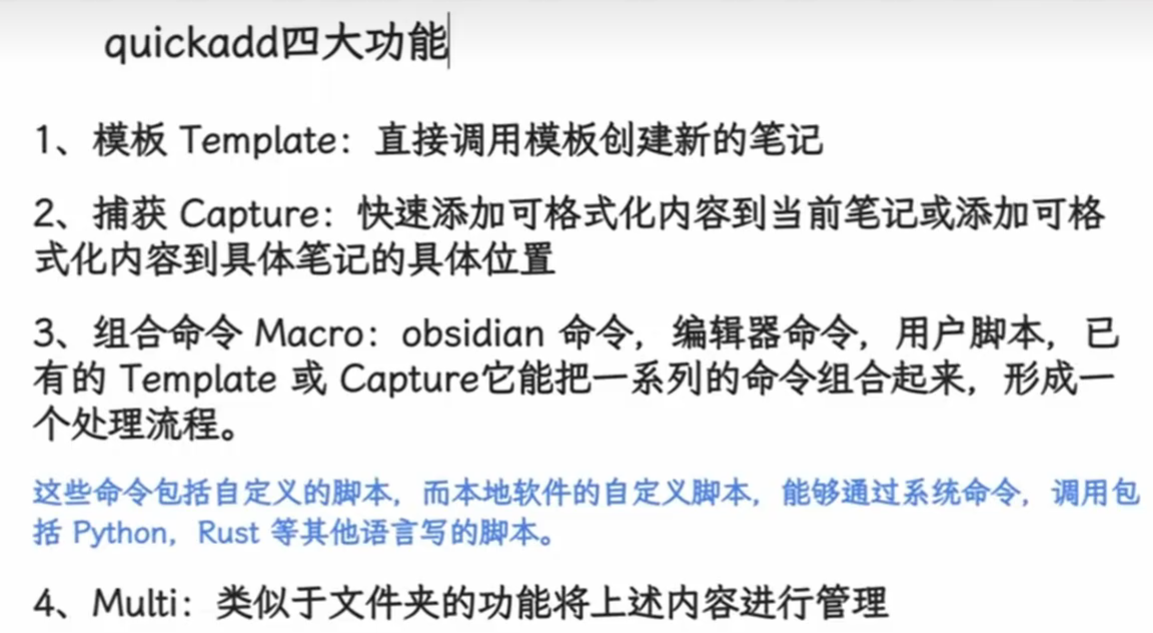 quickadd四大功能
1、模板 Template：直接调用模板创建新的笔记
2、捕获 Capture：快速添加可格式化内容到当前笔记或添加可格
式化内容到具体笔记的具体位置
3、组合命令 Macro：obsidian 命令，编辑器命令，用户脚本，已
有的 Template 或 Capture它能把一系列的命令组合起来，形成一
个处理流程。
这些命令包括自定义的脚本，而本地软件的自定义脚本，能够通过系统命令，调用包
括 Python，Rust 等其他语言写的脚本。
4、Multi：类似于文件夹的功能将上述内容进行管理